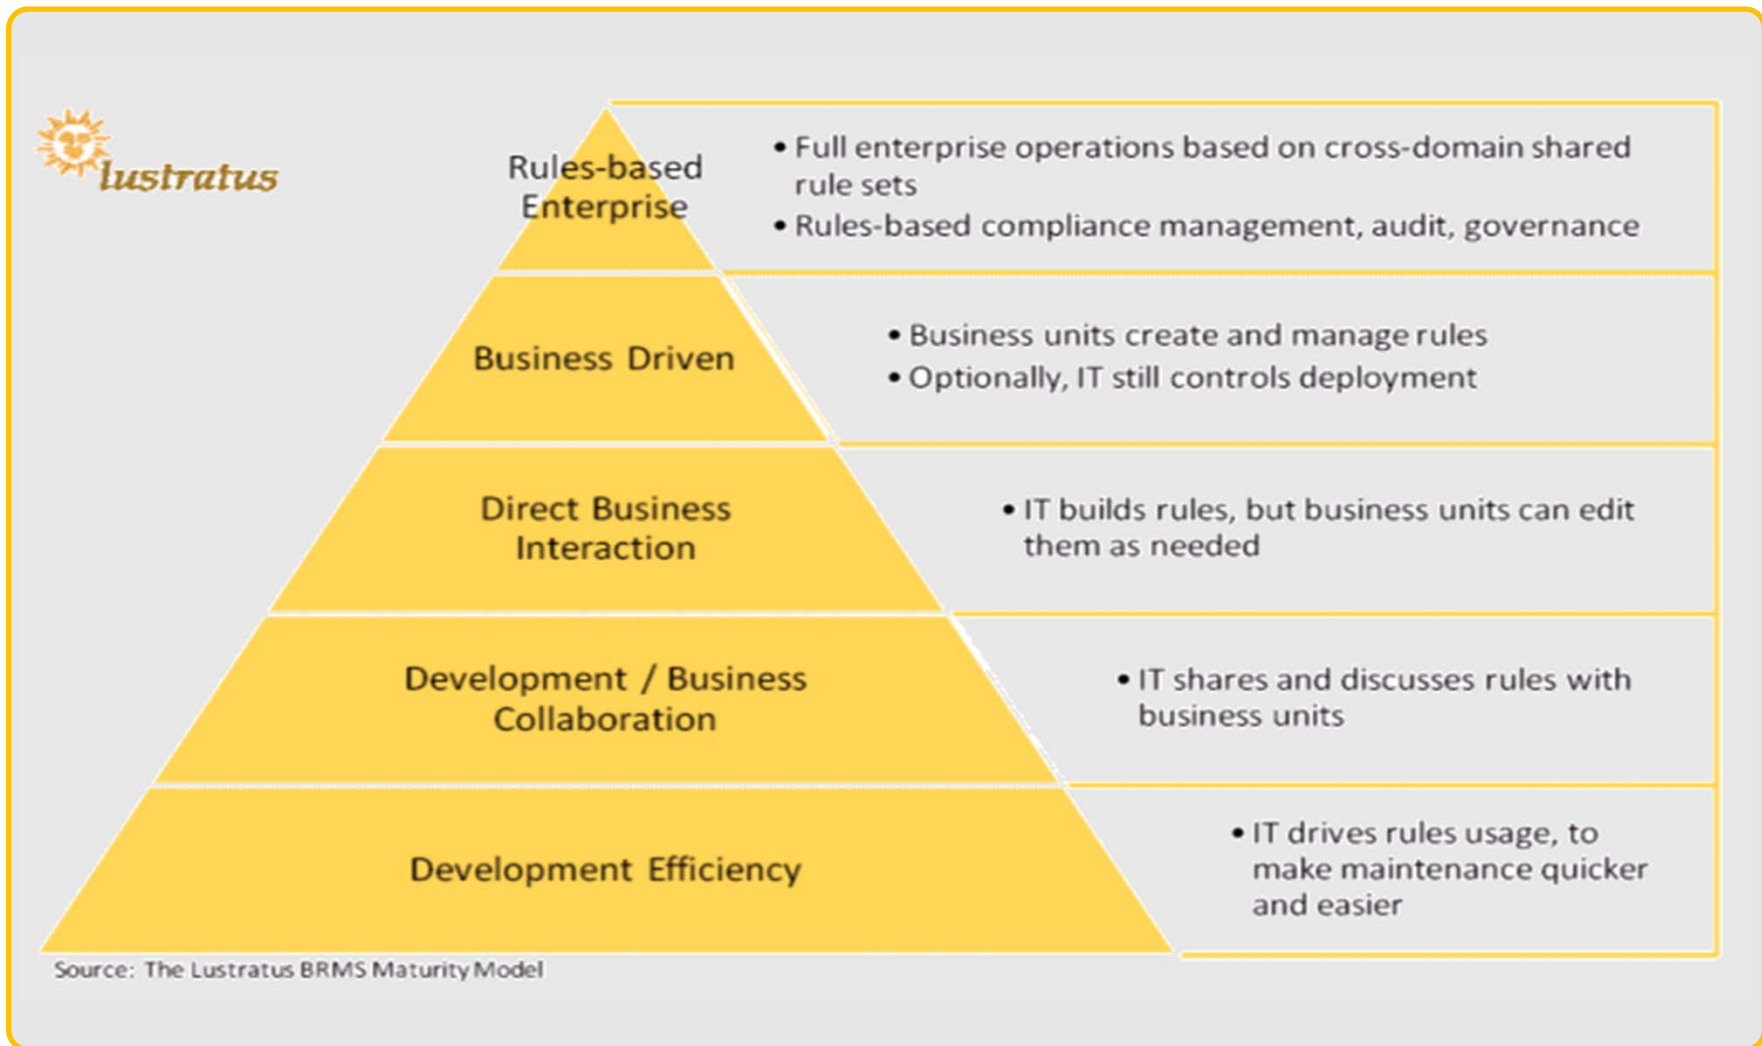 lustratus
Rules-based
Enterprise
• Full enterprise operations based on cross-domain shared
rule sets
• Rules-based compliance management, audit, governance
Business Driven
• Business units create and manage rules
• Optionally, IT still controls deployment
Direct Business
Interaction
• IT builds rules, but business units can edit
them as needed
Development / Business
Collaboration
• IT shares and discusses rules with
business units
Development Efficiency
• IT drives rules usage, to
make maintenance quicker
and easier
Source: The Lustratus BRMS Maturity Model